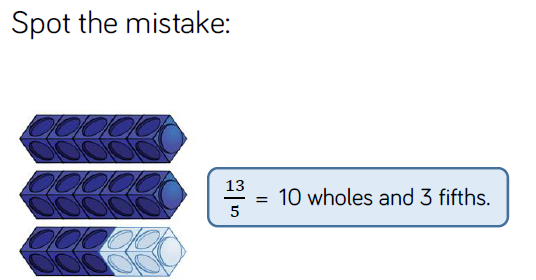 Spot the mistake:
13/5 = 10 wholes and 3 fifths.